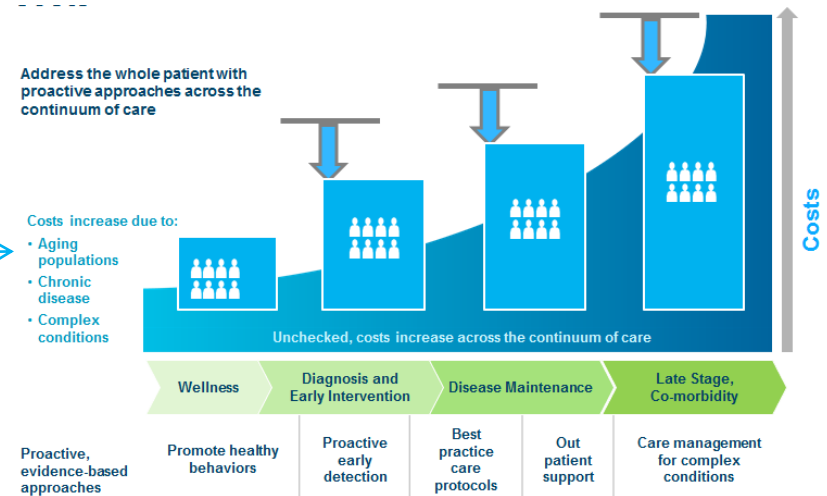 Address the whole patient with
proactive approaches across the
continuum of care
Costs increase due to:
• Aging
populations
• Chronic
disease
• Complex
conditions
Costs
Unchecked, costs increase across the continuum of care
Wellness
Diagnosis and
Early Intervention
Disease Maintenance
Late Stage,
Co-morbidity
Proactive,
evidence-based
approaches
Promote healthy
behaviors
Proactive
early
detection
Best
practice
care
protocols
Out
patient
support
Care management
for complex
conditions